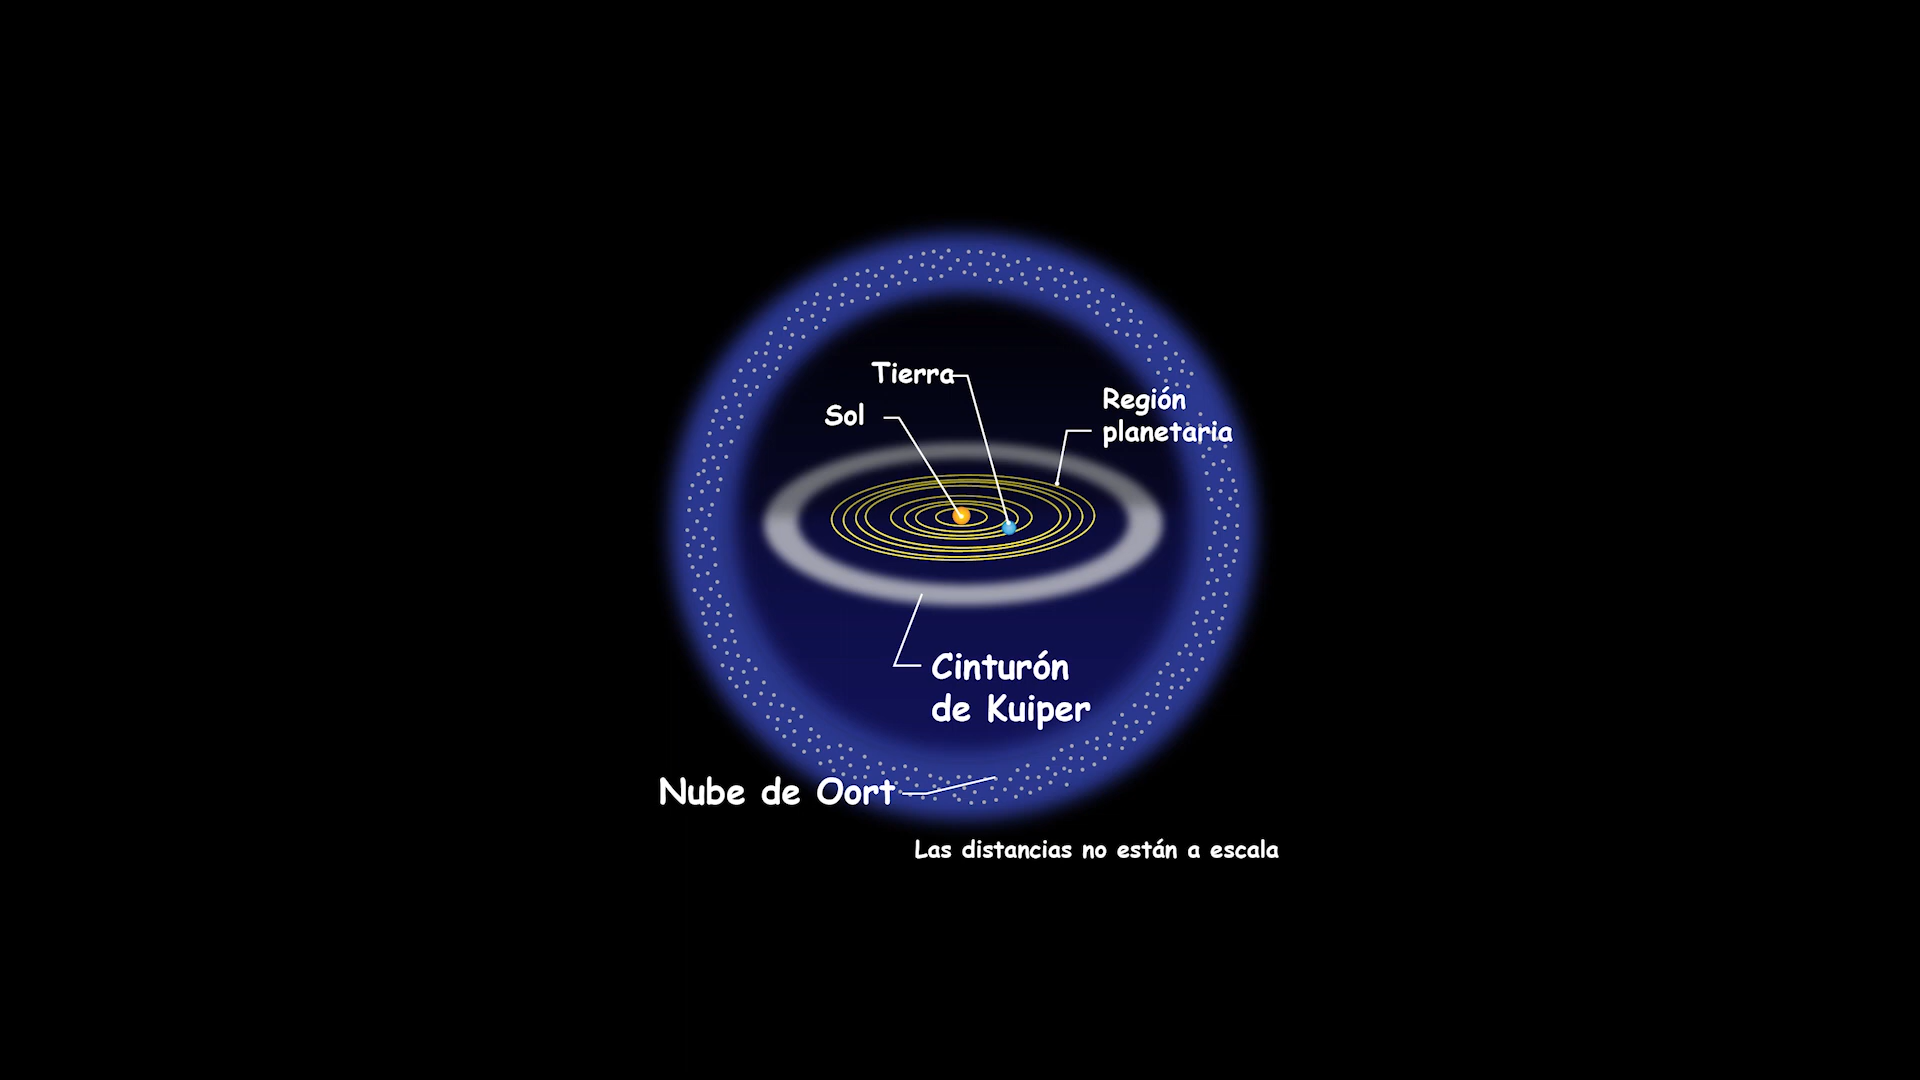 Tierra
Sol
Región
planetaria
Cinturón
de Kuiper
Nube de Oort
Las distancias no están a escala